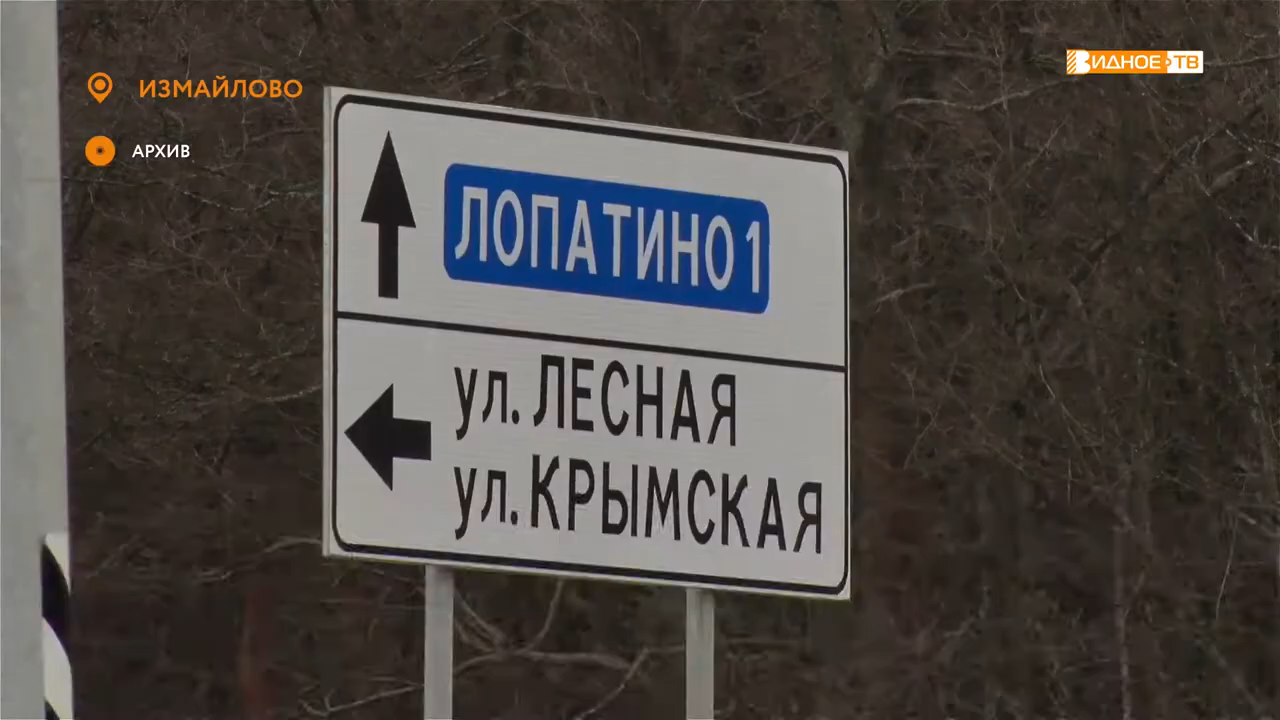 ИЗМАЙЛОВО
АРХИВ
ВИДНОЕ ТВ
ЛОПАТИНО 1
ул. ЛЕСНАЯ
ул. КРЫМСКАЯ